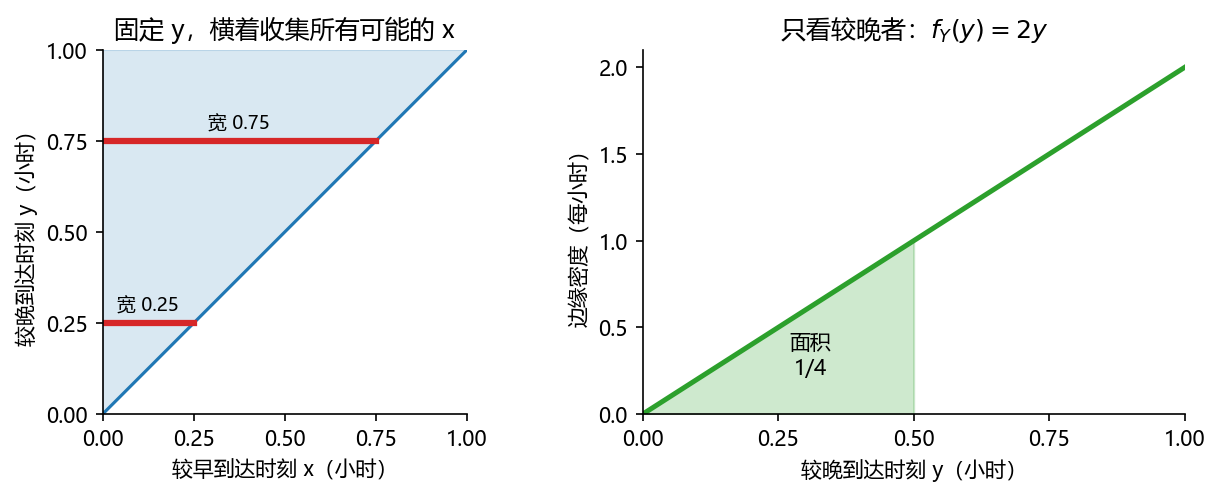 固定 y，横着收集所有可能的 x
1.00
0.75
0.50
0.25
0.00
较晚到达时刻 y（小时）
宽 0.75
宽 0.25
0.00 0.25 0.50 0.75 1.00
较早到达时刻 x（小时）
只看较晚者：f_Y(y) = 2y
2.0
1.5
1.0
0.5
0.0
边缘密度（每小时）
面积
1/4
0.00 0.25 0.50 0.75 1.00
较晚到达时刻 y（小时）